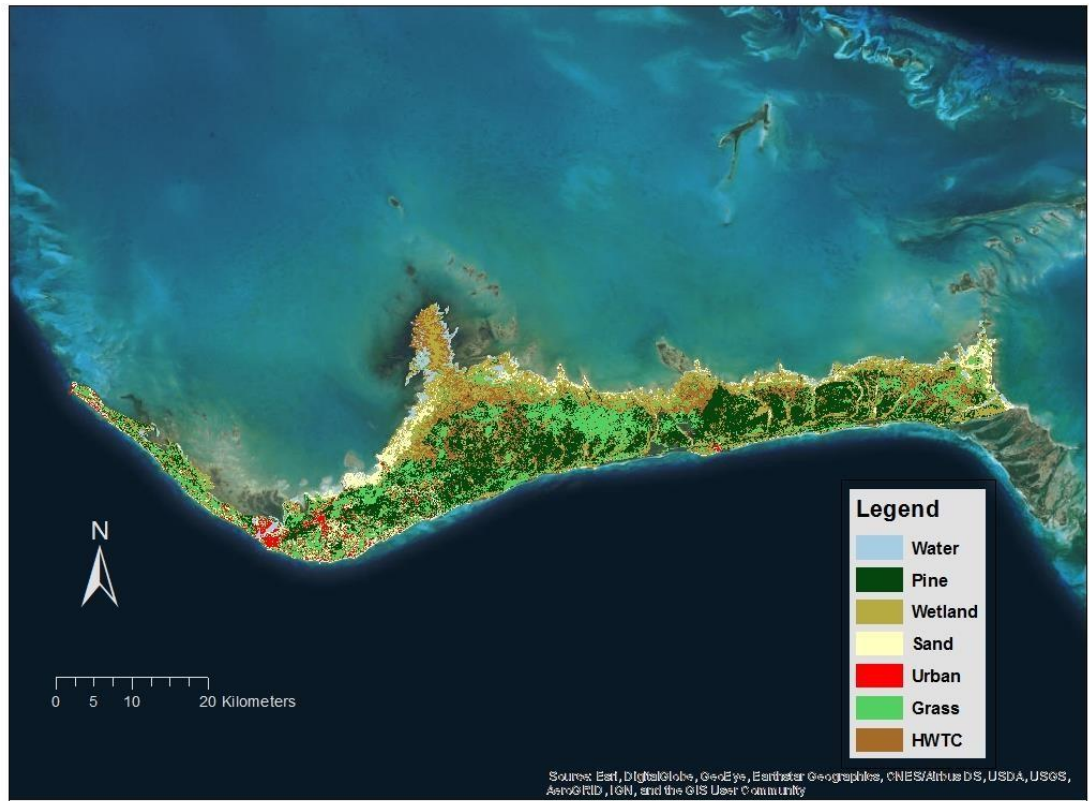 N
0 5 10 20 Kilometers
Legend
Water
Pine
Wetland
Sand
Urban
Grass
HWTC
Source: Esri, DigitalGlobe, GeoEye, Earthstar Geographics, CNES/Airbus DS, USDA, USGS,
AeroGRID, IGN, and the GIS User Community